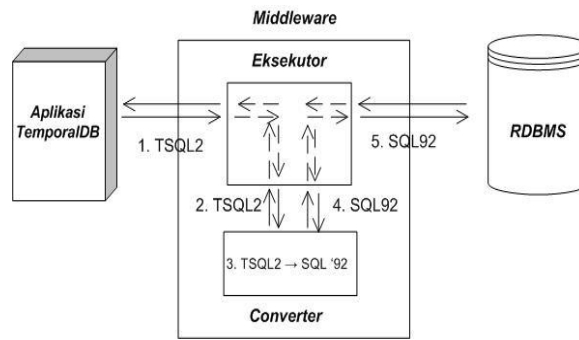 Middleware
Eksekutor
Aplikasi
TemporalDB
RDBMS
1. TSQL2
5. SQL92
2. TSQL2
4. SQL92
3. TSQL2 → SQL '92
Converter